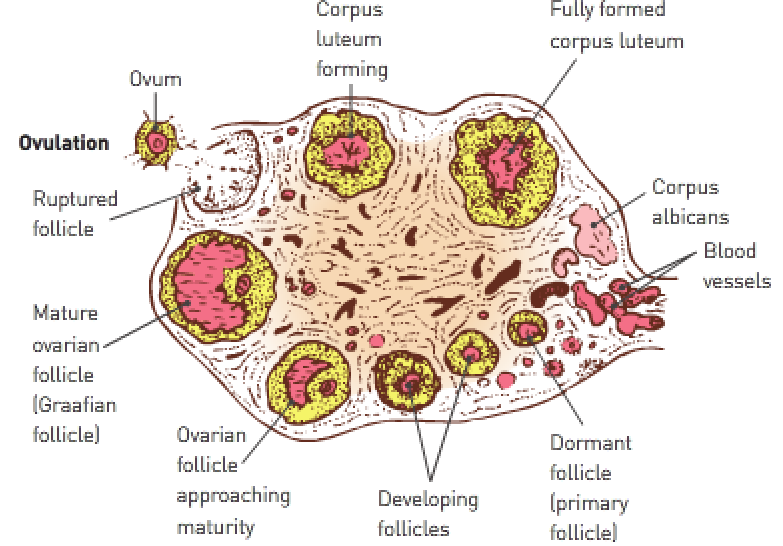 Corpus
luteum
forming
Fully formed
corpus luteum
Ovum
Ovulation
Ruptured
follicle
Corpus
albicans
Blood
vessels
Mature
ovarian
follicle
(Graafian
follicle)
Ovarian
follicle
approaching
maturity
Developing
follicles
Dormant
follicle
(primary
follicle)